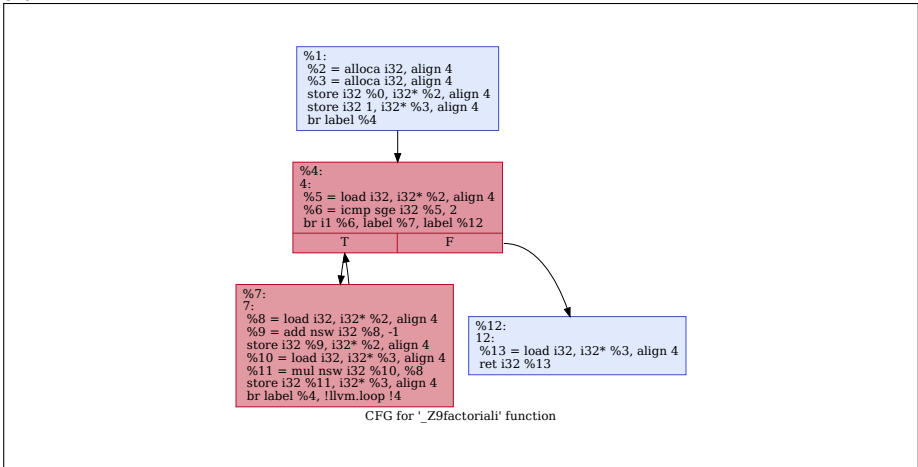 %1:
%2 = alloca i32, align 4
%3 = alloca i32, align 4
store i32 %0, i32* %2, align 4
store i32 1, i32* %3, align 4
br label %4
%4:
4:
%5 = load i32, i32* %2, align 4
%6 = icmp sge i32 %5, 2
br i1 %6, label %7, label %12
T
F
%7:
7:
%8 = load i32, i32* %2, align 4
%9 = add nsw i32 %8, -1
store i32 %9, i32* %2, align 4
%10 = load i32, i32* %3, align 4
%11 = mul nsw i32 %10, %8
store i32 %11, i32* %3, align 4
br label %4, !llvm.loop !4
%12:
12:
%13 = load i32, i32* %3, align 4
ret i32 %13
CFG for '_Z9factoriali' function